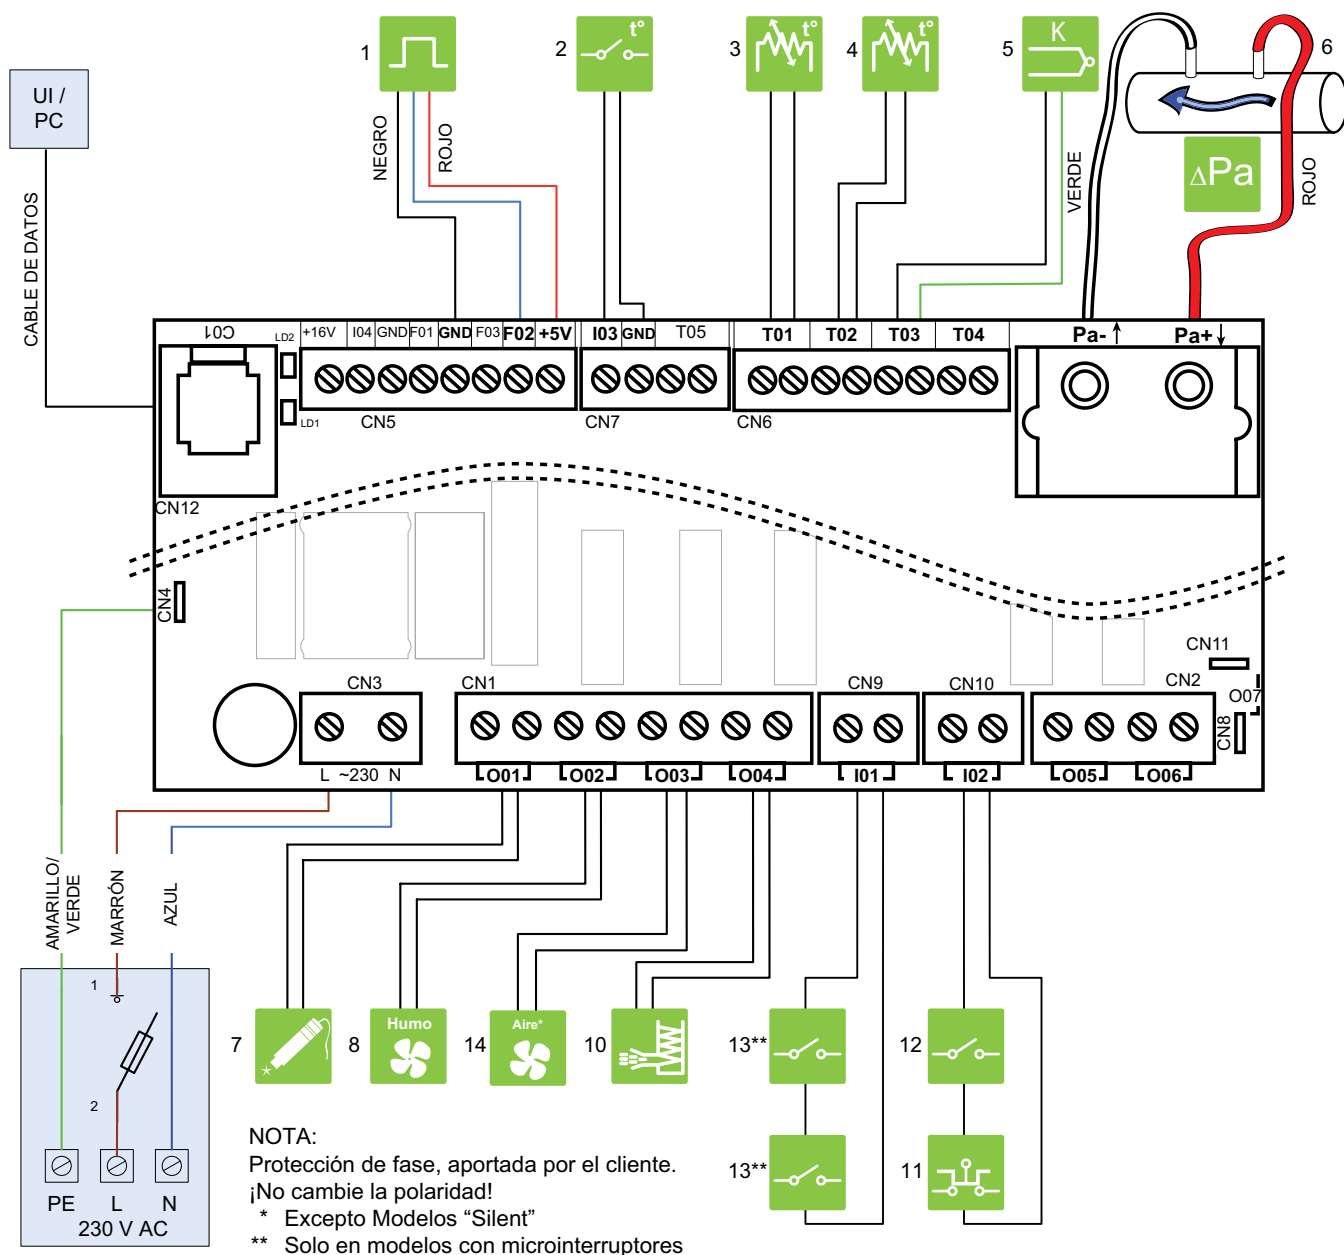 1
2
t°
3
t°
4
t°
5
K
6
UI /
PC
NEGRO
ROJO
VERDE
ΔPa
ROJO
CABLE DE DATOS
C01
LD2
+16V
I04
GND
F01
GND
F03
F02
+5V
I03
GND
T05
T01
T02
T03
T04
Pa-
Pa+
LD1
CN5
CN7
CN6
CN12
CN4
CN11
CN3
CN1
CN9
CN10
CN2
O07
CN8
L ~230 N
O01
O02
O03
O04
I01
I02
O05
O06
AMARILLO/
VERDE
MARRÓN
AZUL
1
2
PE
L
N
230 V AC
7
8
Humo
14
Aire*
10
13**
12
13**
11
NOTA:
Protección de fase, aportada por el cliente.
¡No cambie la polaridad!
* Excepto Modelos “Silent”
** Solo en modelos con microinterruptores